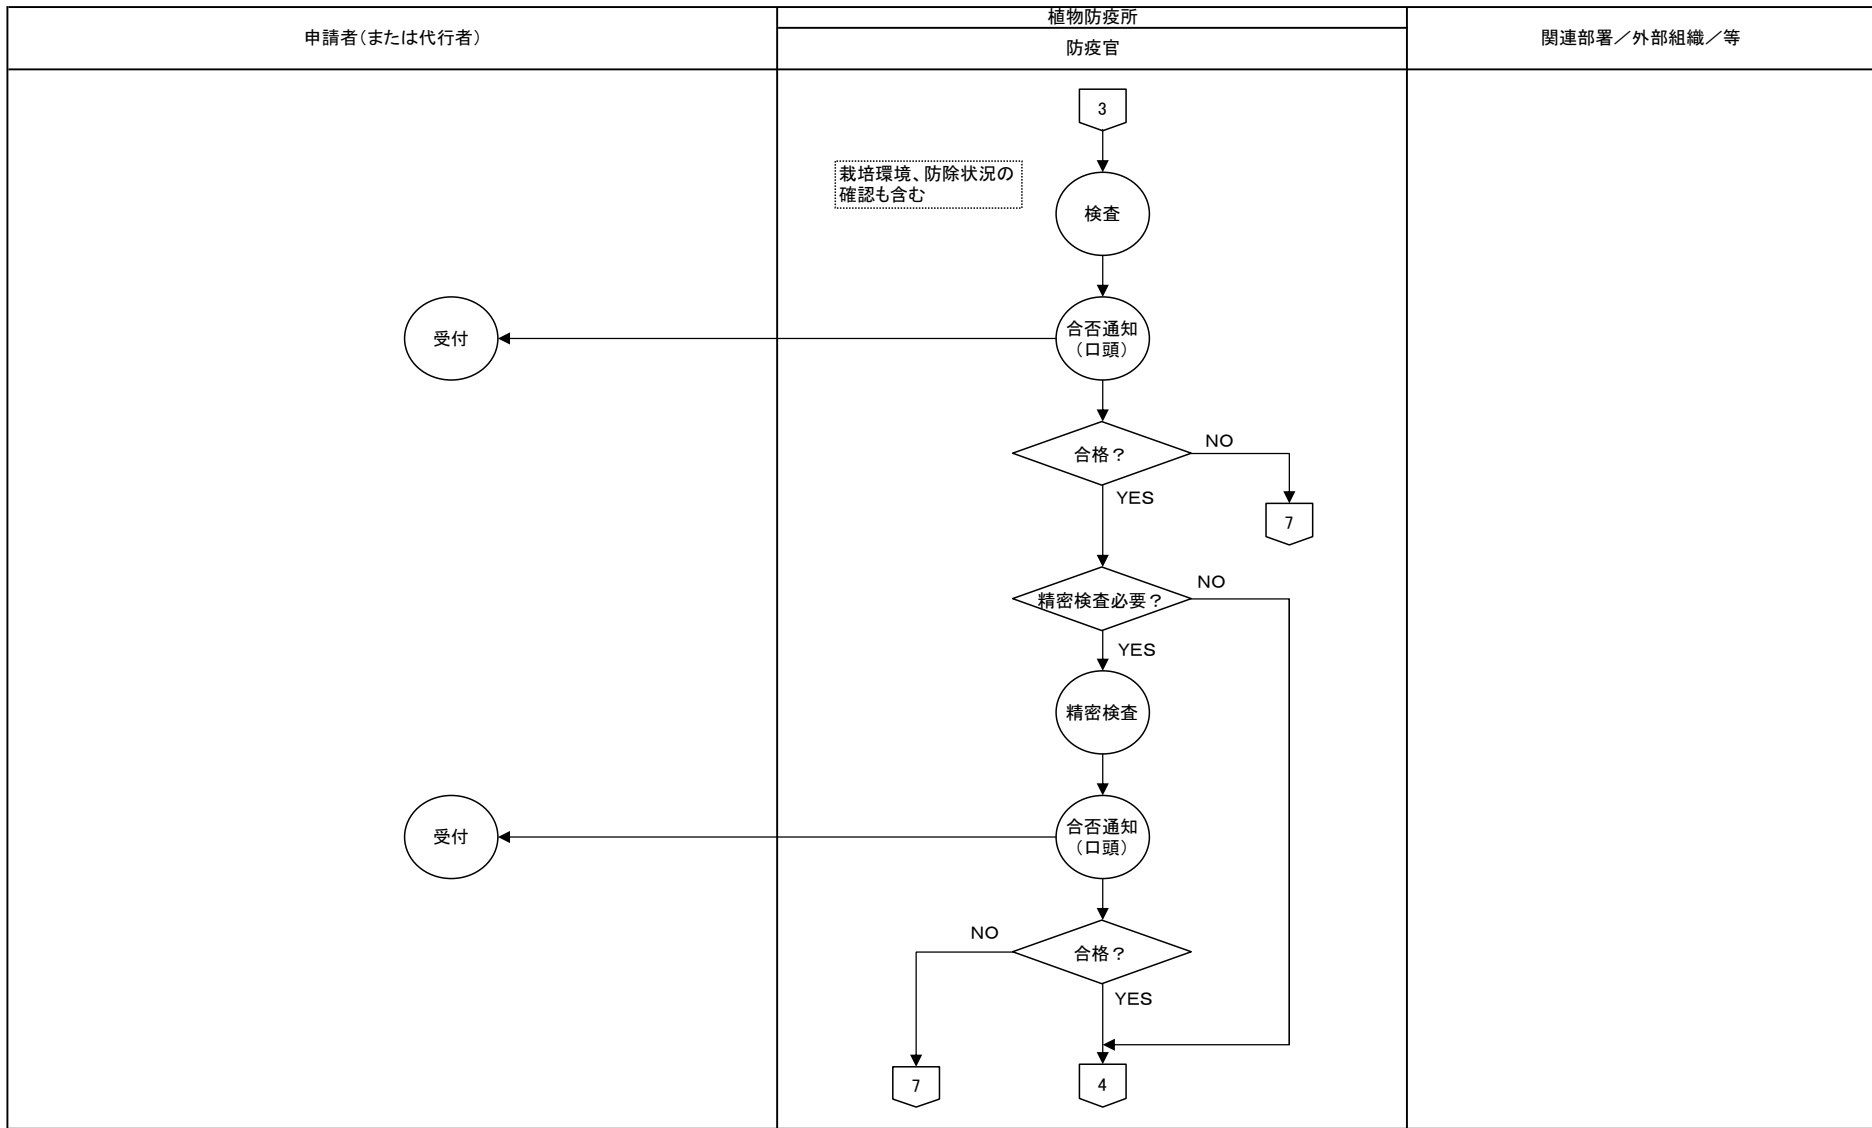 植物防疫所
申請者（または代行者）
防疫官
関連部署／外部組織／等
3
栽培環境、防除状況の
確認も含む
検査
受付
合否通知
（口頭）
合格？
NO
YES
7
精密検査必要？
NO
YES
精密検査
受付
合否通知
（口頭）
NO
合格？
YES
7
4